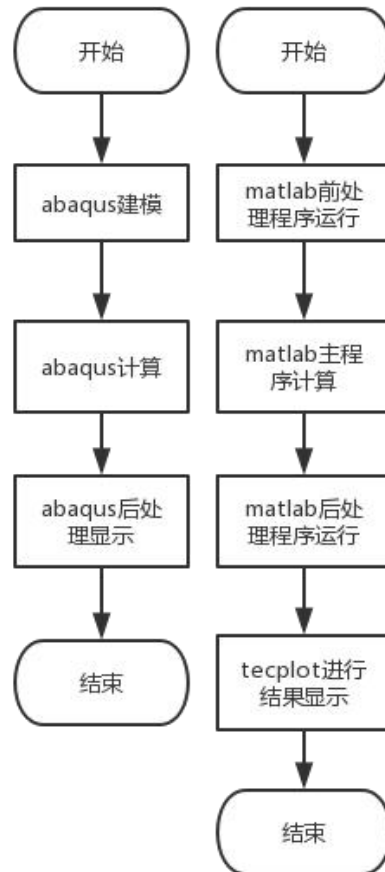 开始
abaqus建模
abaqus计算
abaqus后处
理显示
结束
开始
matlab前处
理程序运行
matlab主程
序计算
matlab后处
理程序运行
tecplot进行
结果显示
结束